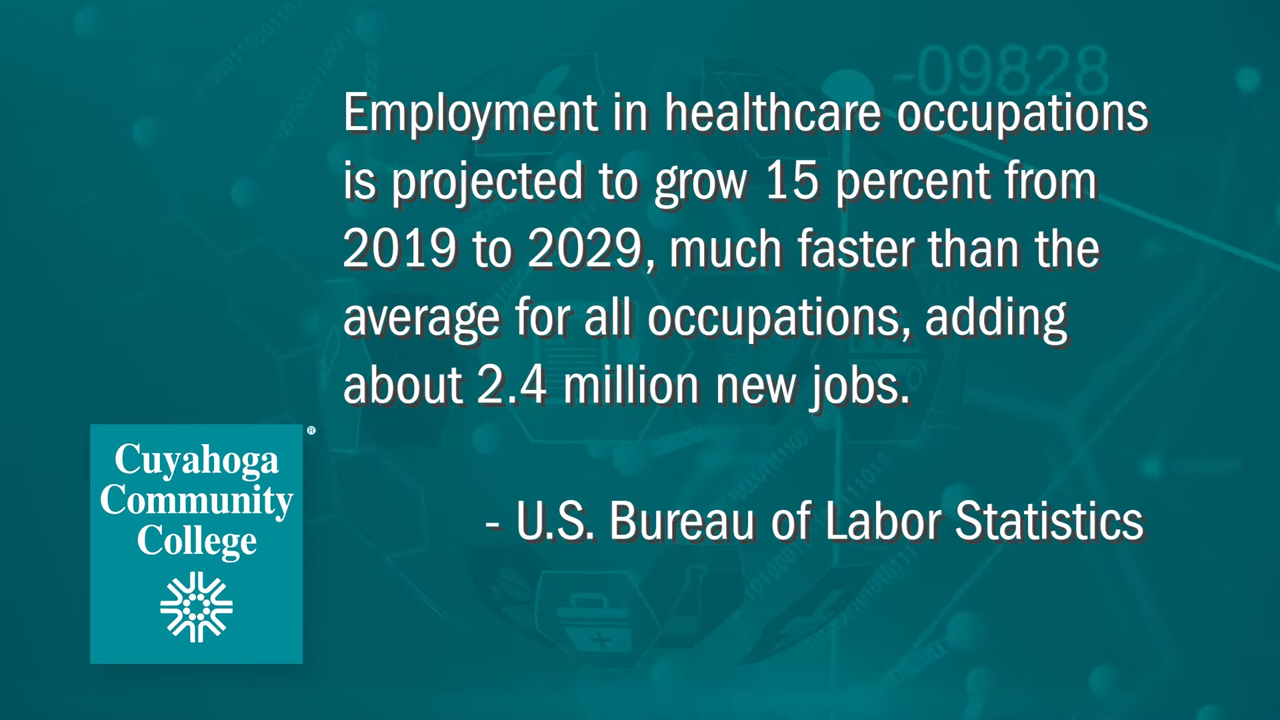 -09828
Employment in healthcare occupations
is projected to grow 15 percent from
2019 to 2029, much faster than the
average for all occupations, adding
about 2.4 million new jobs.
- U.S. Bureau of Labor Statistics
®
Cuyahoga
Community
College